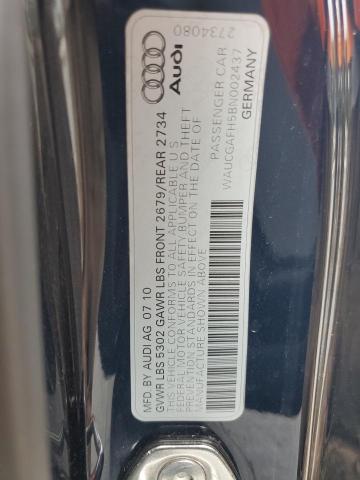 2734080
Audi
MFD. BY AUDI AG 07 10
GVWR LBS 5302 GAWR LBS FRONT 2679/REAR 2734
THIS VEHICLE CONFORMS TO ALL APPLICABLE U S
FEDERAL MOTOR VEHICLE SAFETY BUMPER AND THEFT
PREVENTION STANDARDS IN EFFECT ON THE DATE OF
MANUFACTURE SHOWN ABOVE
PASSENGER CAR
WAUCGAFH5BN002437
GERMANY